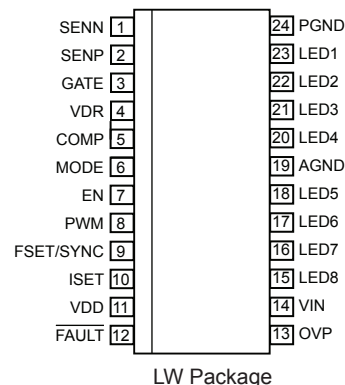 SENN 1
SENP 2
GATE 3
VDR 4
COMP 5
MODE 6
EN 7
PWM 8
FSET/SYNC 9
ISET 10
VDD 11
FAULT 12
24 PGND
23 LED1
22 LED2
21 LED3
20 LED4
19 AGND
18 LED5
17 LED6
16 LED7
15 LED8
14 VIN
13 OVP
LW Package